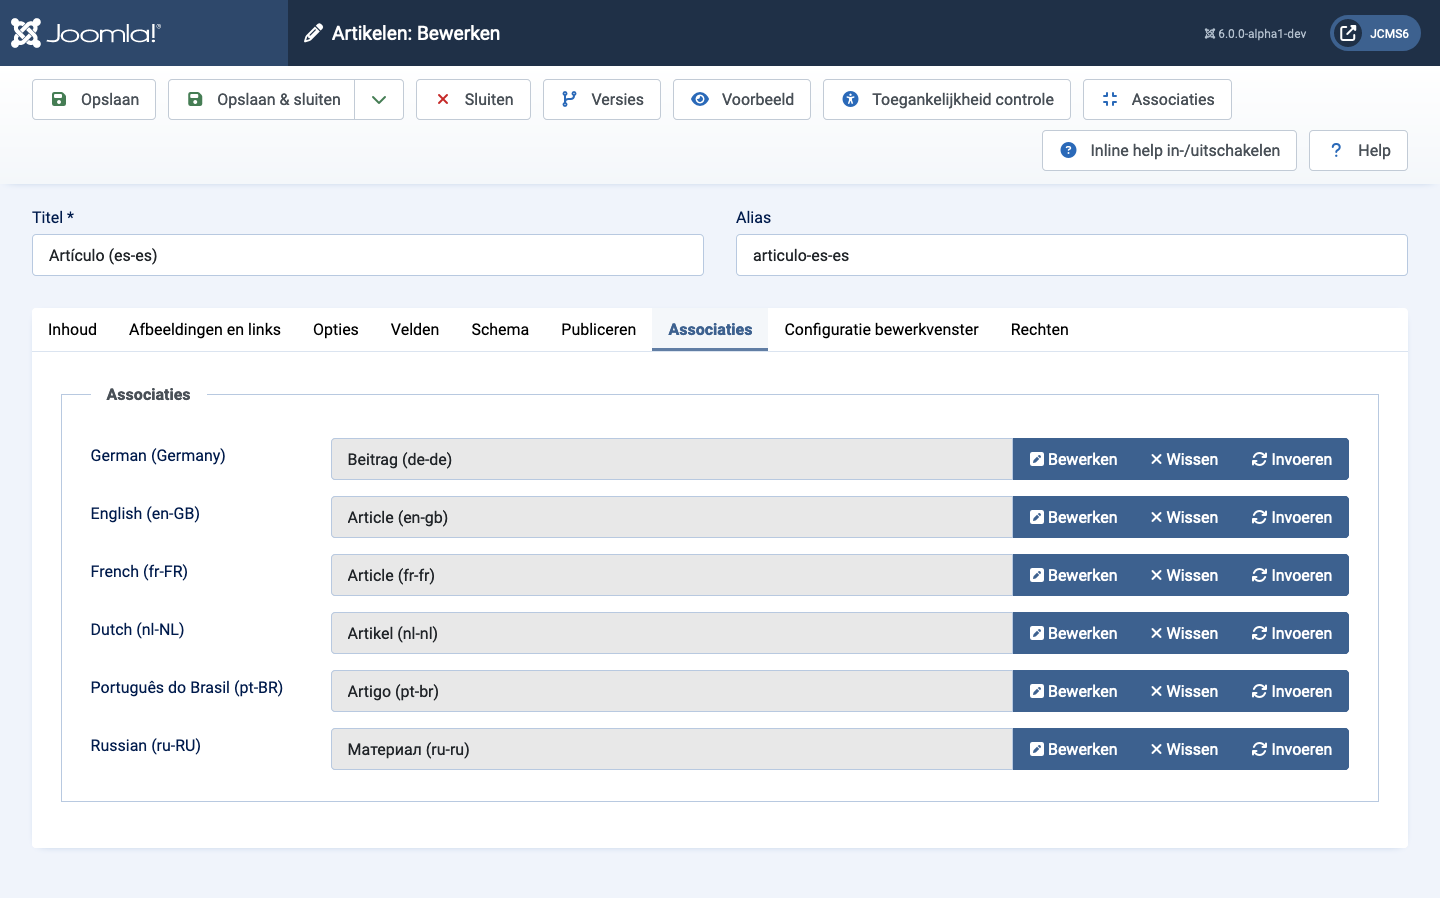 Joomla!®
Artikelen: Bewerken
6.0.0-alpha1-dev
JCMS6
Opslaan
Opslaan & sluiten
Sluiten
Versies
Voorbeeld
Toegankelijkheid controle
Associaties
Inline help in-/uitschakelen
Help
Titel *
Alias
Artículo (es-es)
articulo-es-es
Inhoud
Afbeeldingen en links
Opties
Velden
Schema
Publiceren
Associaties
Configuratie bewerkvenster
Rechten
Associaties
German (Germany)
Beitrag (de-de)
Bewerken
Wissen
Invoeren
English (en-GB)
Article (en-gb)
Bewerken
Wissen
Invoeren
French (fr-FR)
Article (fr-fr)
Bewerken
Wissen
Invoeren
Dutch (nl-NL)
Artikel (nl-nl)
Bewerken
Wissen
Invoeren
Português do Brasil (pt-BR)
Artigo (pt-br)
Bewerken
Wissen
Invoeren
Russian (ru-RU)
Материал (ru-ru)
Bewerken
Wissen
Invoeren